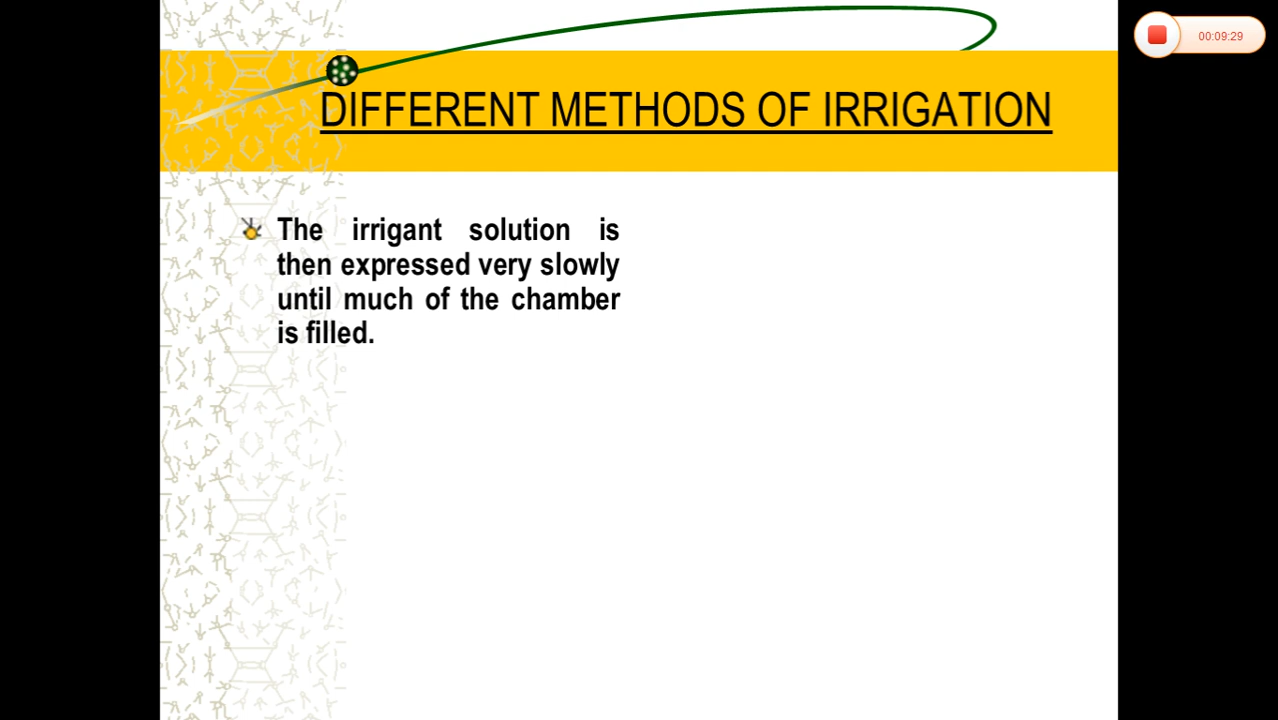 00:09:29
DIFFERENT METHODS OF IRRIGATION
The irrigant solution is
then expressed very slowly
until much of the chamber
is filled.